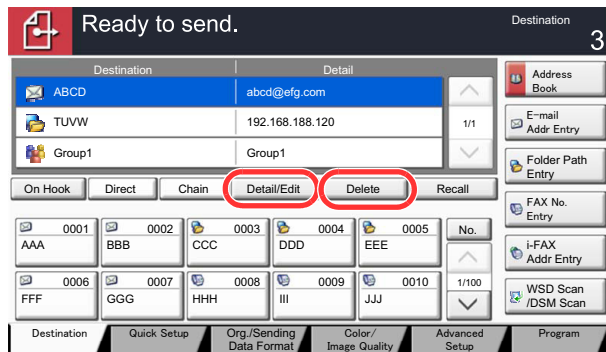 Ready to send.
Destination
3
Destination Detail
ABCD abcd@efg.com
TUVW 192.168.188.120 1/1
Group1 Group1
On Hook Direct Chain Detail/Edit Delete Recall
0001 0002 0003 0004 0005 No.
AAA BBB CCC DDD EEE
0006 0007 0008 0009 0010 1/100
FFF GGG HHH III JJJ
Address
Book
E-mail
Addr Entry
Folder Path
Entry
FAX No.
Entry
i-FAX
Addr Entry
WSD Scan
/DSM Scan
Destination Quick Setup Org./Sending
Data Format Color/
Image Quality Advanced
Setup Program